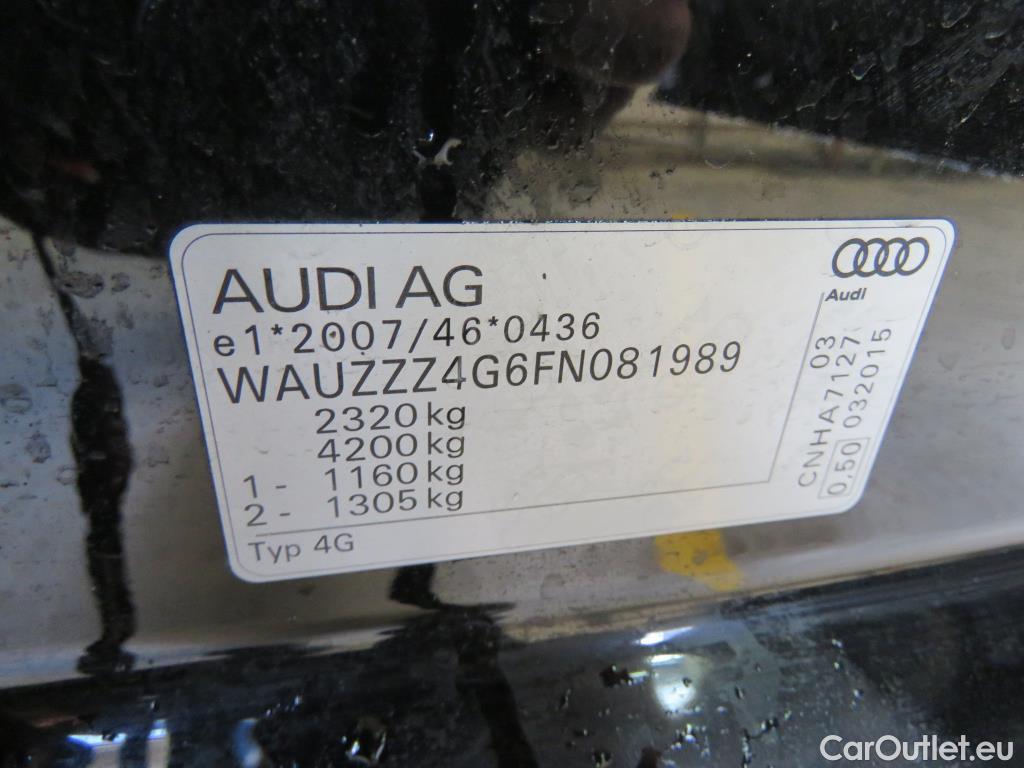 AUDI AG
e1*2007/46*0436
WAUZZZ4G6FN081989
2320 kg
4200 kg
1 - 1160 kg
2 - 1305 kg
Typ 4G
Audi
03
CNHA71127
0,50 032015
CarOutlet.eu